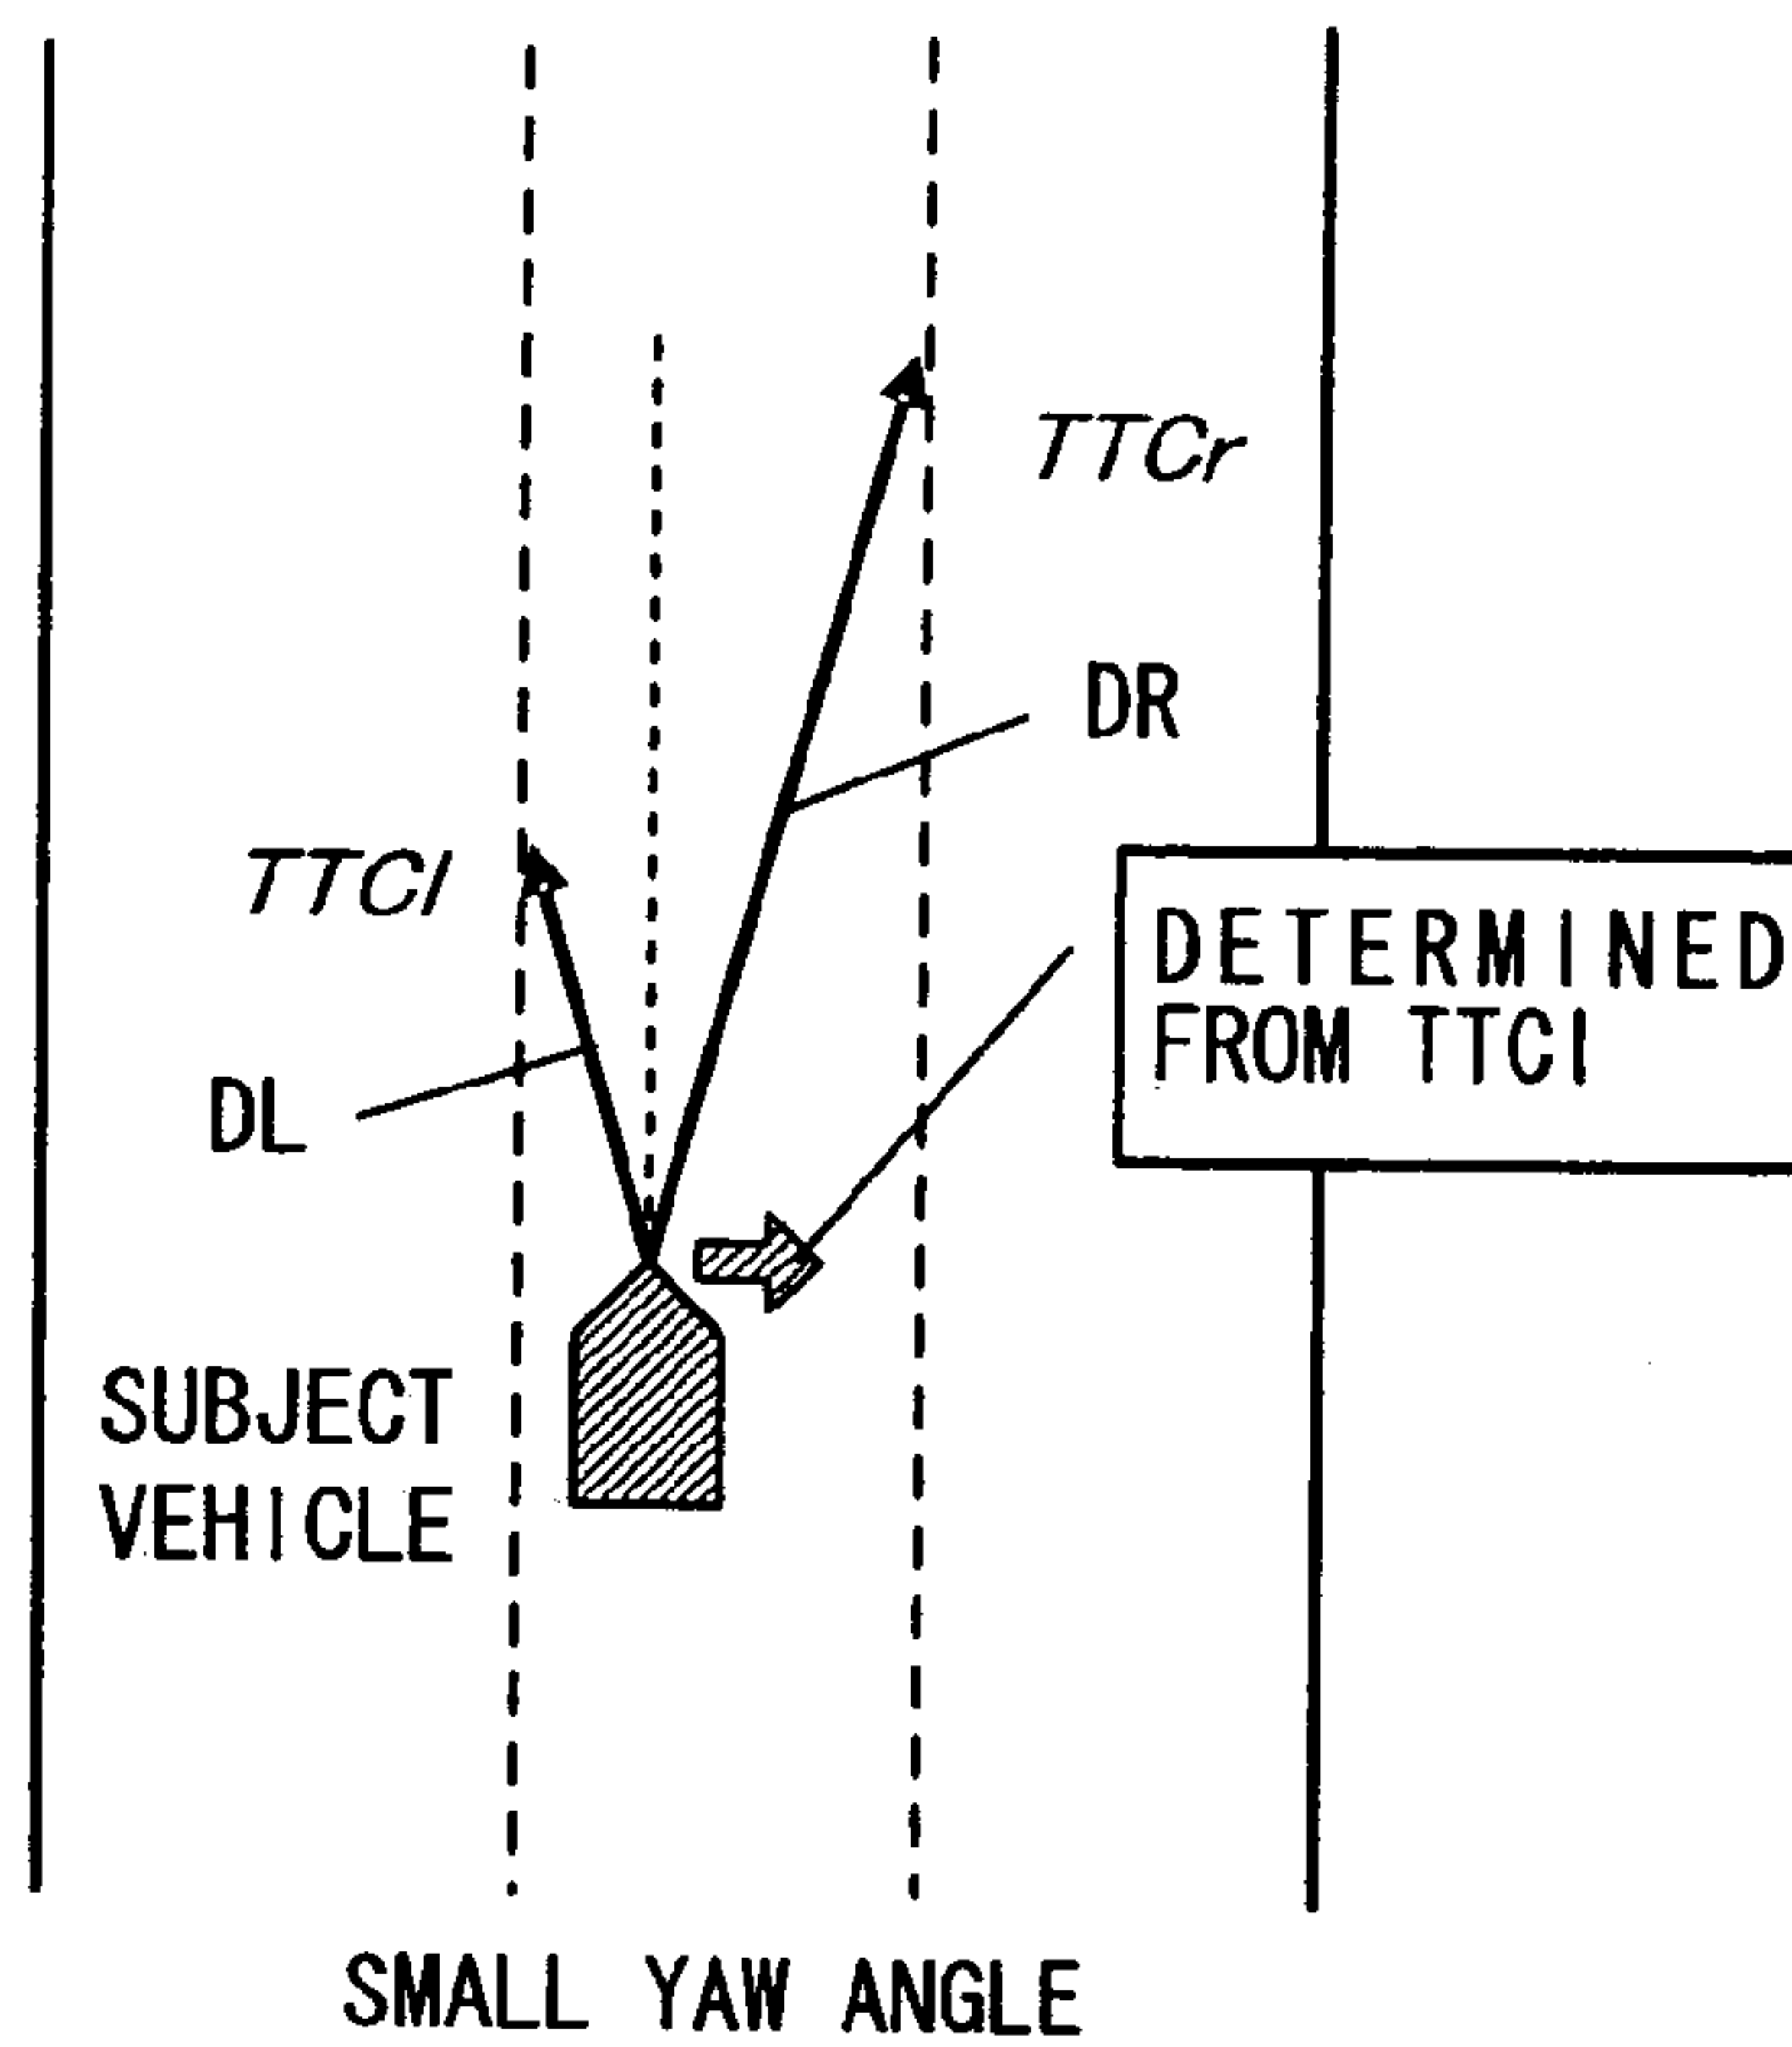 TTCr
DR
TTCl
DETERMINED
FROM TTCl
DL
SUBJECT
VEHICLE
SMALL YAW ANGLE